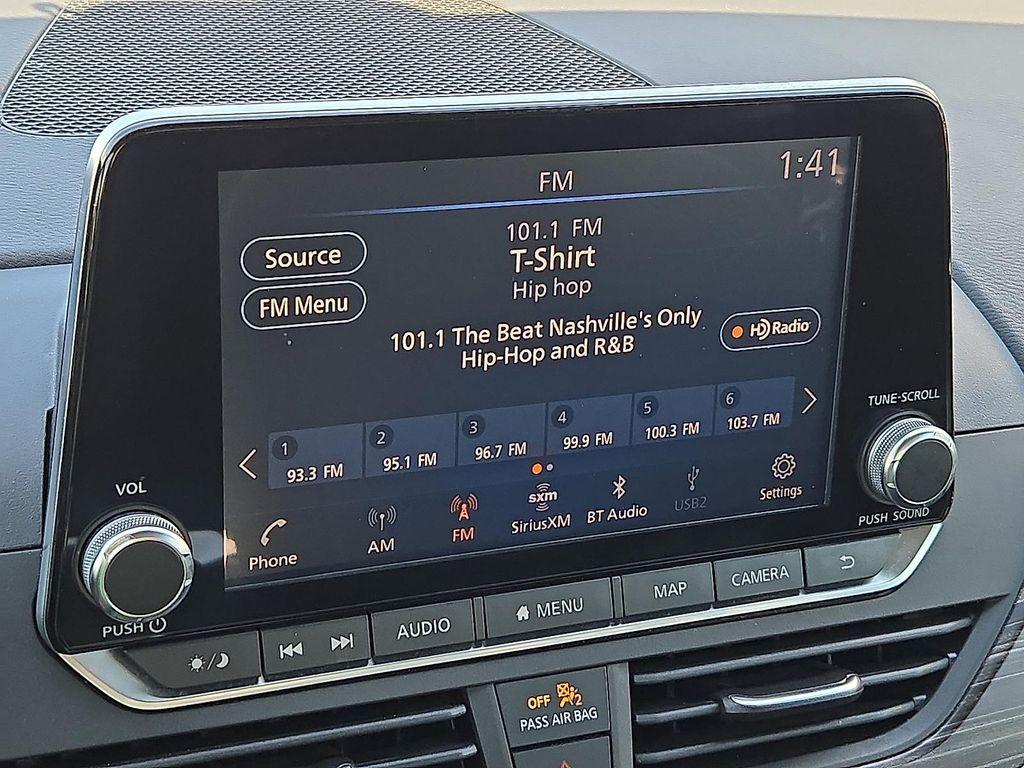 FM
1:41
101.1 FM
T-Shirt
Hip hop
Source
FM Menu
101.1 The Beat Nashville's Only
Hip-Hop and R&B
HD Radio
1 93.3 FM
2 95.1 FM
3 96.7 FM
4 99.9 FM
5 100.3 FM
6 103.7 FM
Phone
AM
FM
sxm
SiriusXM
BT Audio
USB2
Settings
VOL
PUSH
TUNE·SCROLL
PUSH SOUND
AUDIO
MENU
MAP
CAMERA
OFF 2
PASS AIR BAG